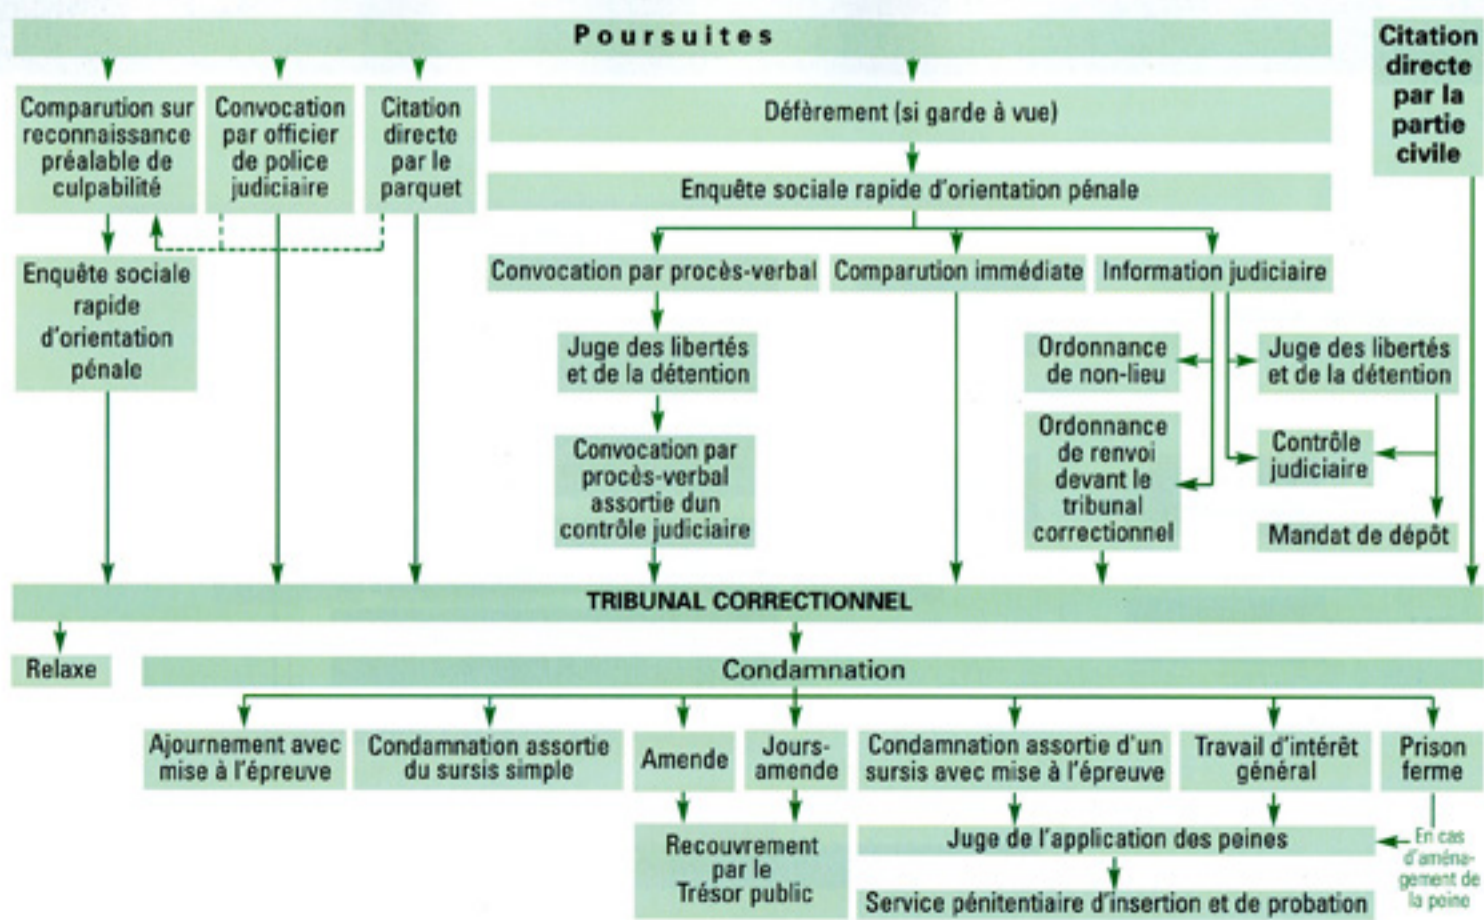 Poursuites
Citation
directe
par la
partie
civile
Comparution sur
reconnaissance
préalable de
culpabilité
Convocation
par officier
de police
judiciaire
Citation
directe
par le
parquet
Défèrement (si garde à vue)
Enquête sociale rapide d'orientation pénale
Enquête sociale
rapide
d'orientation
pénale
Convocation par procès-verbal
Comparution immédiate
Information judiciaire
Juge des libertés
et de la détention
Convocation par
procès-verbal
assortie dun
contrôle judiciaire
Ordonnance
de non-lieu
Ordonnance
de renvoi
devant le
tribunal
correctionnel
Juge des libertés
et de la détention
Contrôle
judiciaire
Mandat de dépôt
TRIBUNAL CORRECTIONNEL
Relaxe
Condamnation
Ajournement avec
mise à l'épreuve
Condamnation assortie
du sursis simple
Amende
Jours-
amende
Condamnation assortie d'un
sursis avec mise à l'épreuve
Travail d'intérêt
général
Prison
ferme
Recouvrement
par le
Trésor public
Juge de l'application des peines
En cas
d'aména-
gement de
la peine
Service pénitentiaire d'insertion et de probation